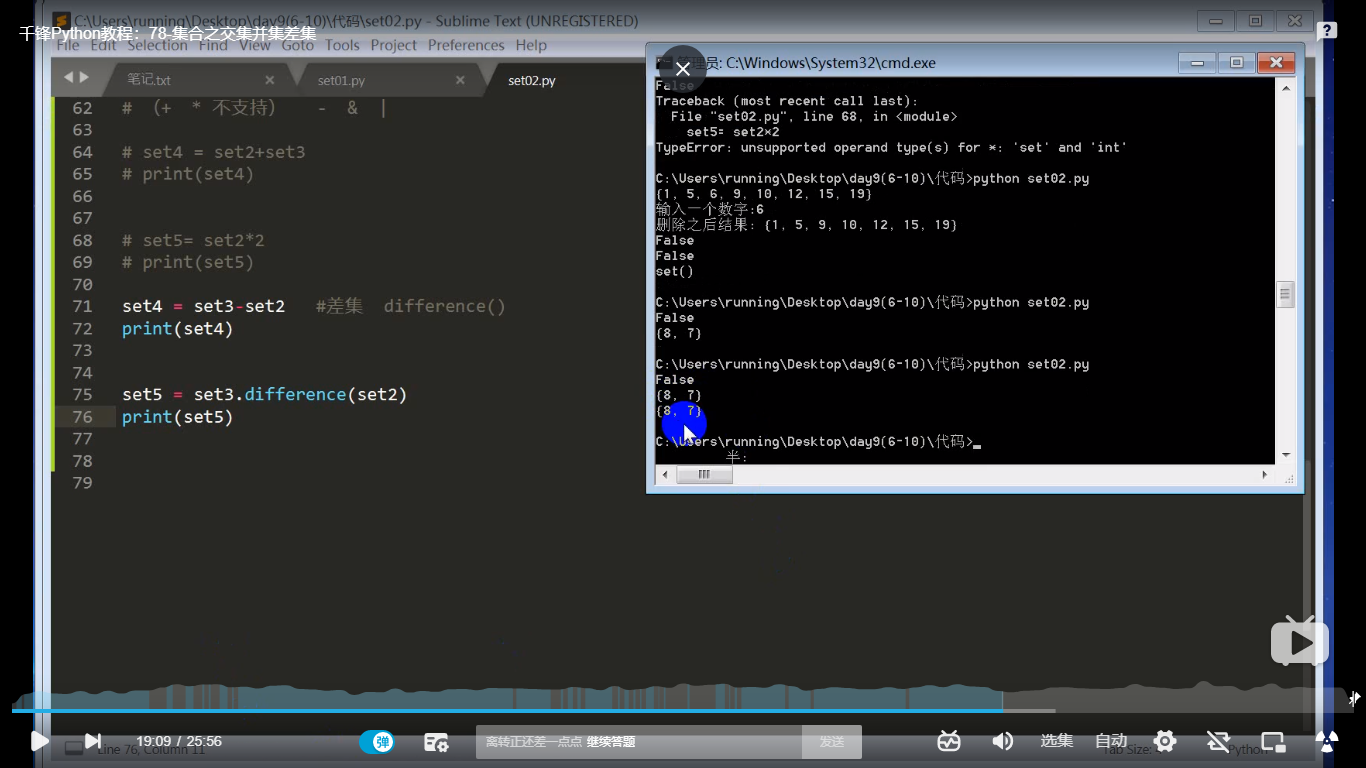 C:\Users\running\Desktop\day9(6-10)\代码\set02.py - Sublime Text (UNREGISTERED)
千锋Python教程：78-集合之交集并集差集
File Edit Selection Find View Goto Tools Project Preferences Help
笔记.txt
set01.py
set02.py
62 # （+ * 不支持） - & |
63
64 # set4 = set2+set3
65 # print(set4)
66
67
68 # set5= set2*2
69 # print(set5)
70
71 set4 = set3-set2 #差集 difference()
72 print(set4)
73
74
75 set5 = set3.difference(set2)
76 print(set5)
77
78
79
管理员: C:\Windows\System32\cmd.exe
False
Traceback (most recent call last):
File "set02.py", line 68, in <module>
set5= set2*2
TypeError: unsupported operand type(s) for *: 'set' and 'int'
C:\Users\running\Desktop\day9(6-10)\代码>python set02.py
{1, 5, 6, 9, 10, 12, 15, 19}
输入一个数字:6
删除之后结果: {1, 5, 9, 10, 12, 15, 19}
False
False
set()
C:\Users\running\Desktop\day9(6-10)\代码>python set02.py
False
{8, 7}
C:\Users\running\Desktop\day9(6-10)\代码>python set02.py
False
{8, 7}
{8, 7}
C:\Users\running\Desktop\day9(6-10)\代码>
半:
19:09 / 25:56
弹
离转正还差一点点 继续答题
发送
选集
自动
Line 76, Column 11
Tab Size: 4
Python